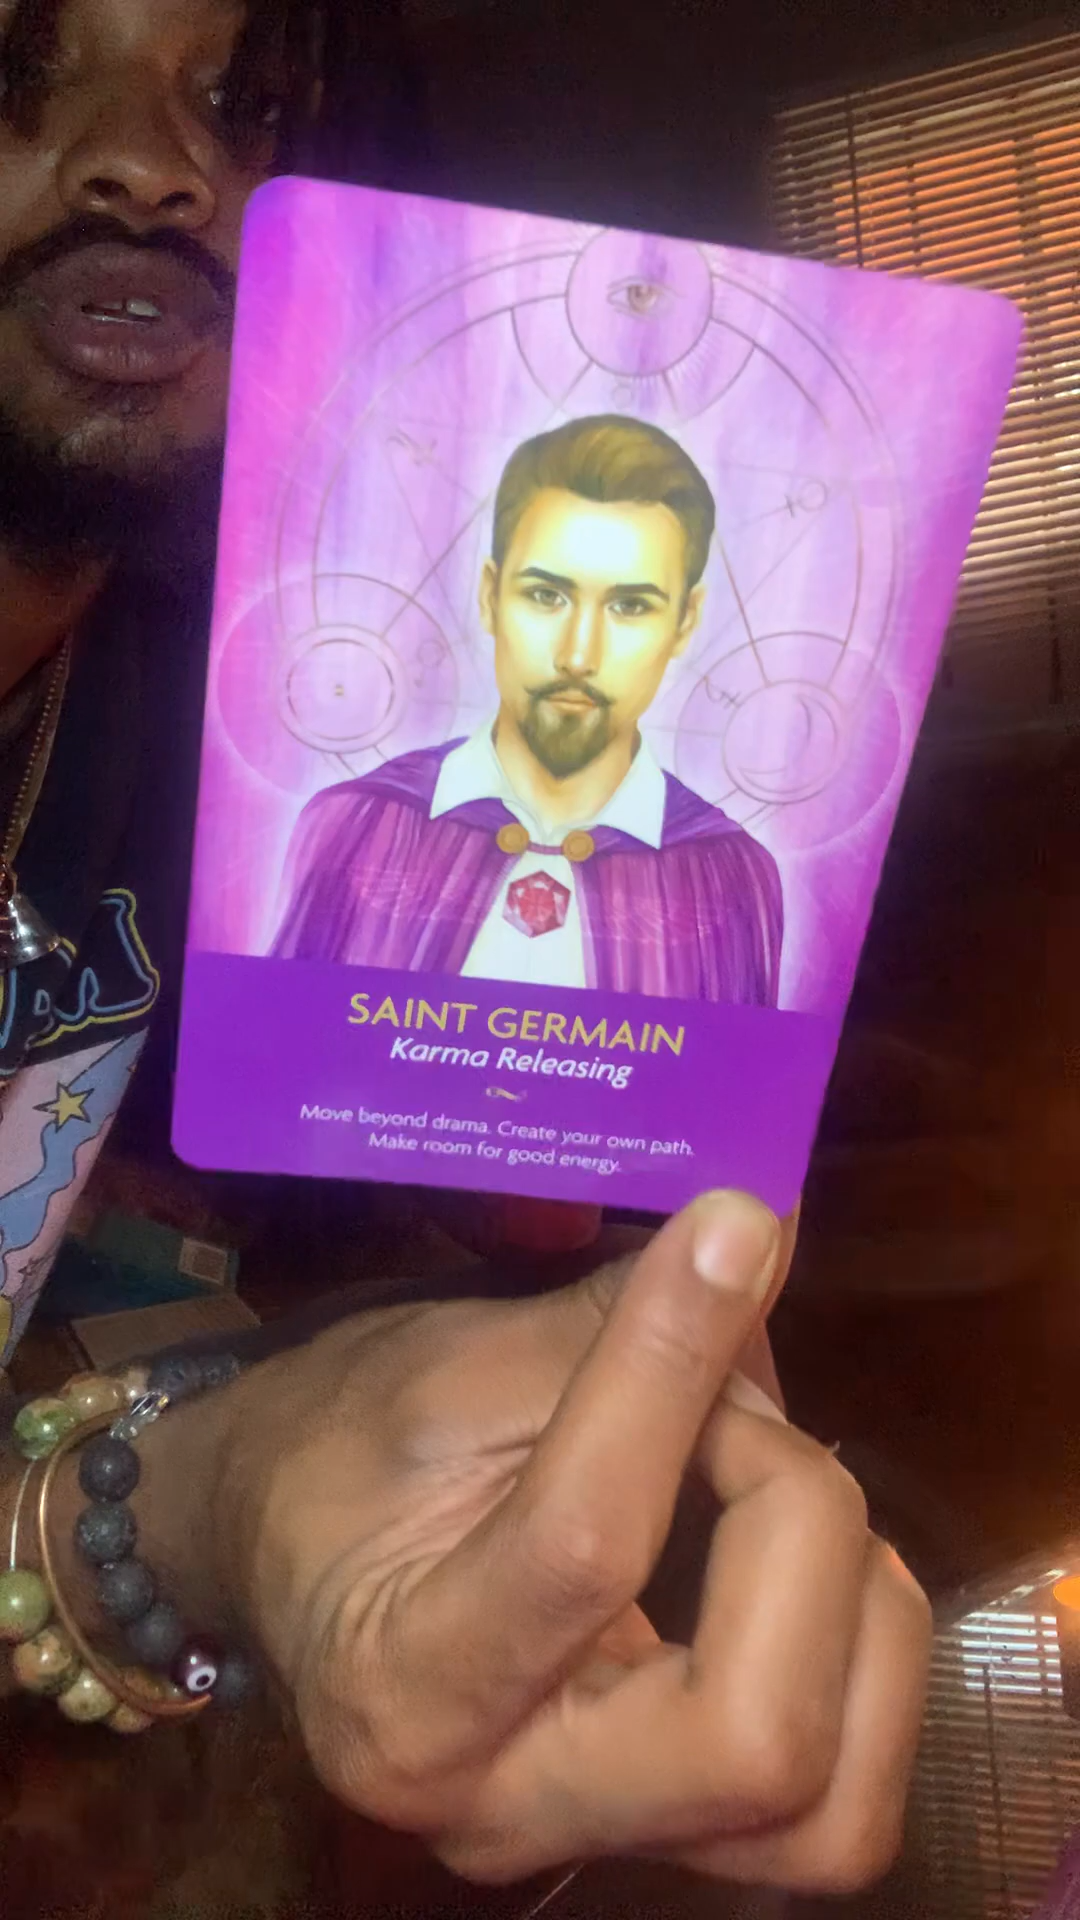 SAINT GERMAIN
Karma Releasing
Move beyond drama. Create your own path.
Make room for good energy.